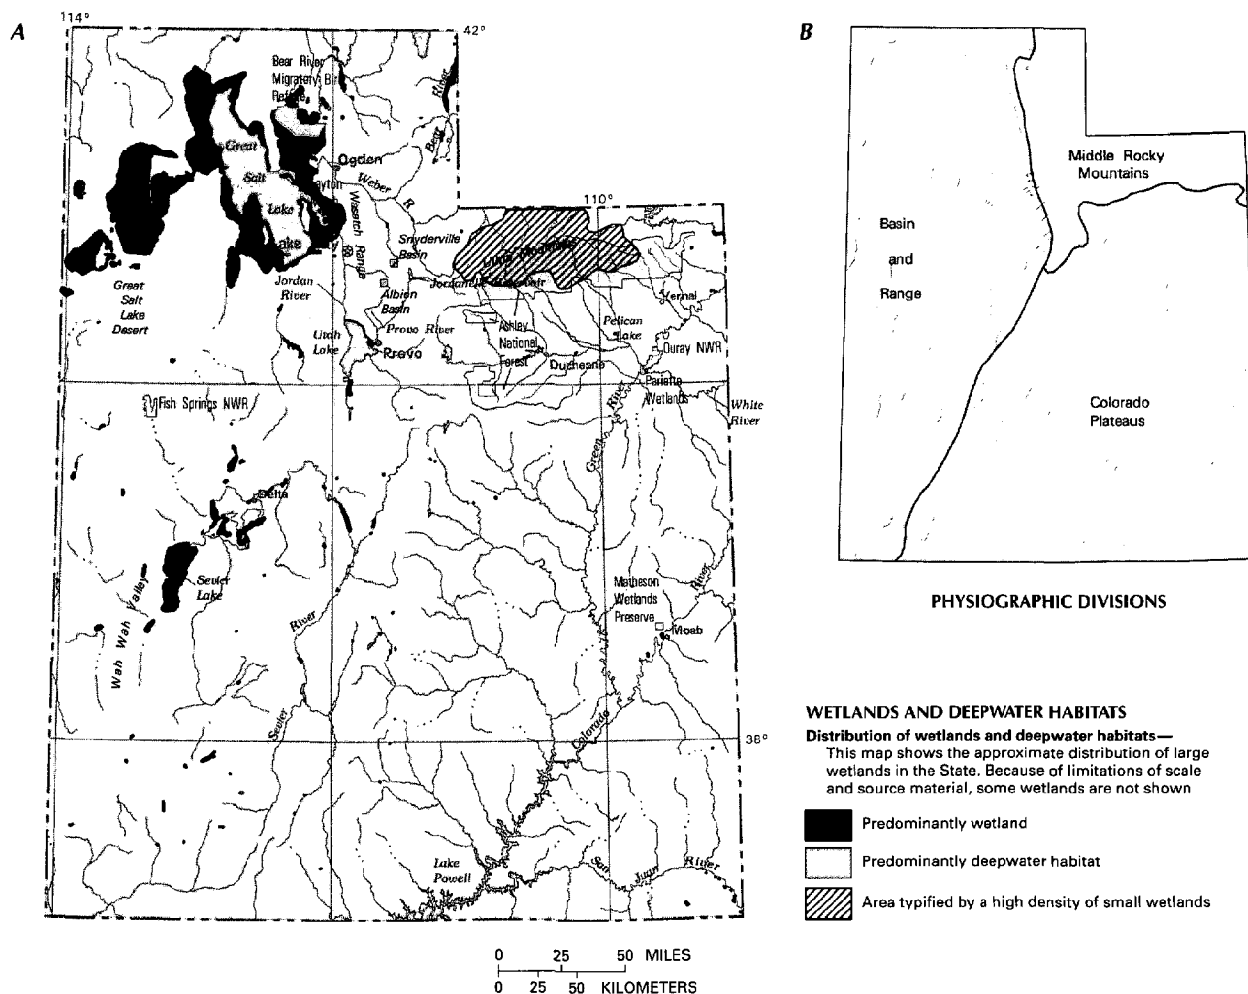 A
114°
42°
Bear River
Migratory Bir
Refuge
River
Bear
Great
Salt
Lake
Ogden
Weber
R
Wasatch Range
Snyderville
Basin
110°
Uinta Mountains
Great
Salt
Lake
Desert
Jordan
River
Albion
Basin
Jordanelle Reservoir
Utah
Lake
Provo River
Provo
Ashley
National
Forest
Pelican
Lake
Vernal
Ouray NWR
Duchesne
Pariette
Wetlands
White
River
Fish Springs NWR
Green
River
Delta
Sevier
Lake
Wah Wah Valley
River
Sevier
Matheson
Wetlands
Preserve
River
Moab
Colorado
38°
Lake
Powell
San
Juan
River
0 25 50 MILES
0 25 50 KILOMETERS
B
Middle Rocky
Mountains
Basin
and
Range
Colorado
Plateaus
PHYSIOGRAPHIC DIVISIONS
WETLANDS AND DEEPWATER HABITATS
Distribution of wetlands and deepwater habitats—
This map shows the approximate distribution of large
wetlands in the State. Because of limitations of scale
and source material, some wetlands are not shown
Predominantly wetland
Predominantly deepwater habitat
Area typified by a high density of small wetlands